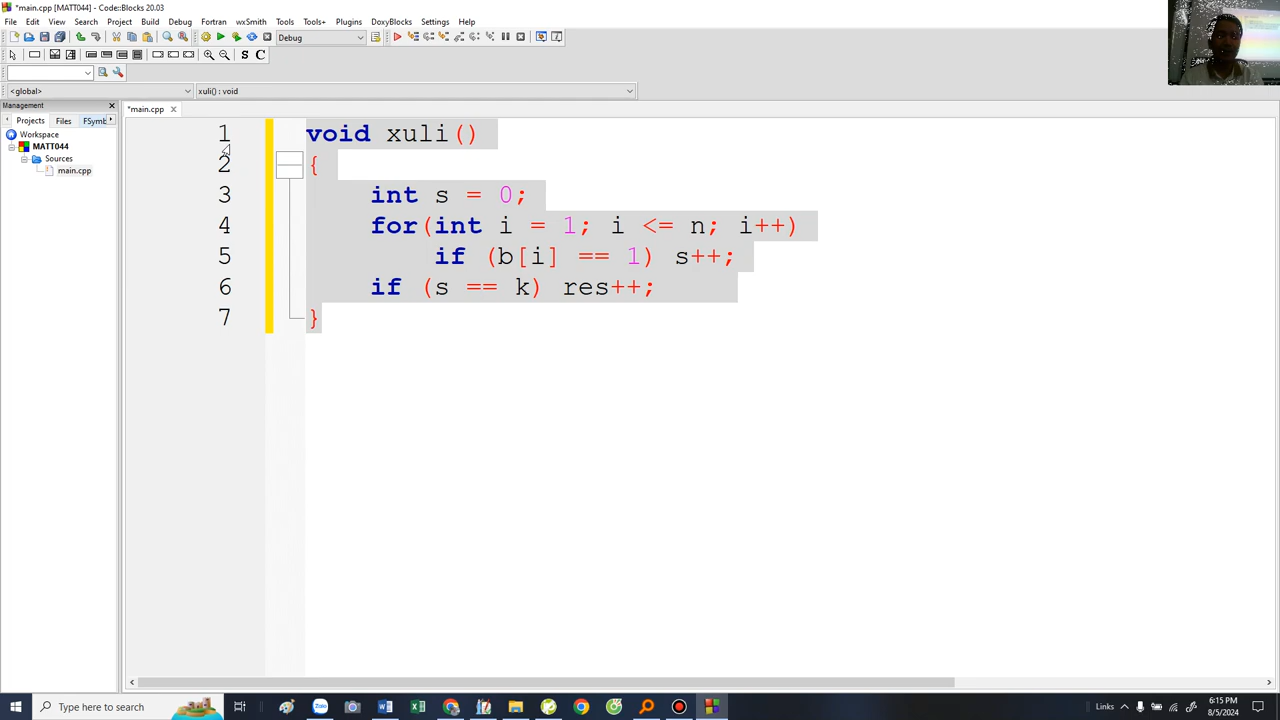 *main.cpp [MATT044] - Code::Blocks 20.03
File Edit View Search Project Build Debug Fortran wxSmith Tools Tools+ Plugins DoxyBlocks Settings Help
Debug
S C
<global> xuli() : void
Management
*main.cpp
Projects Files FSymb
Workspace
MATT044
Sources
main.cpp
1 void xuli()
2 {
3 int s = 0;
4 for(int i = 1; i <= n; i++)
5 if (b[i] == 1) s++;
6 if (s == k) res++;
7 }
Type here to search
Links
6:15 PM
8/5/2024